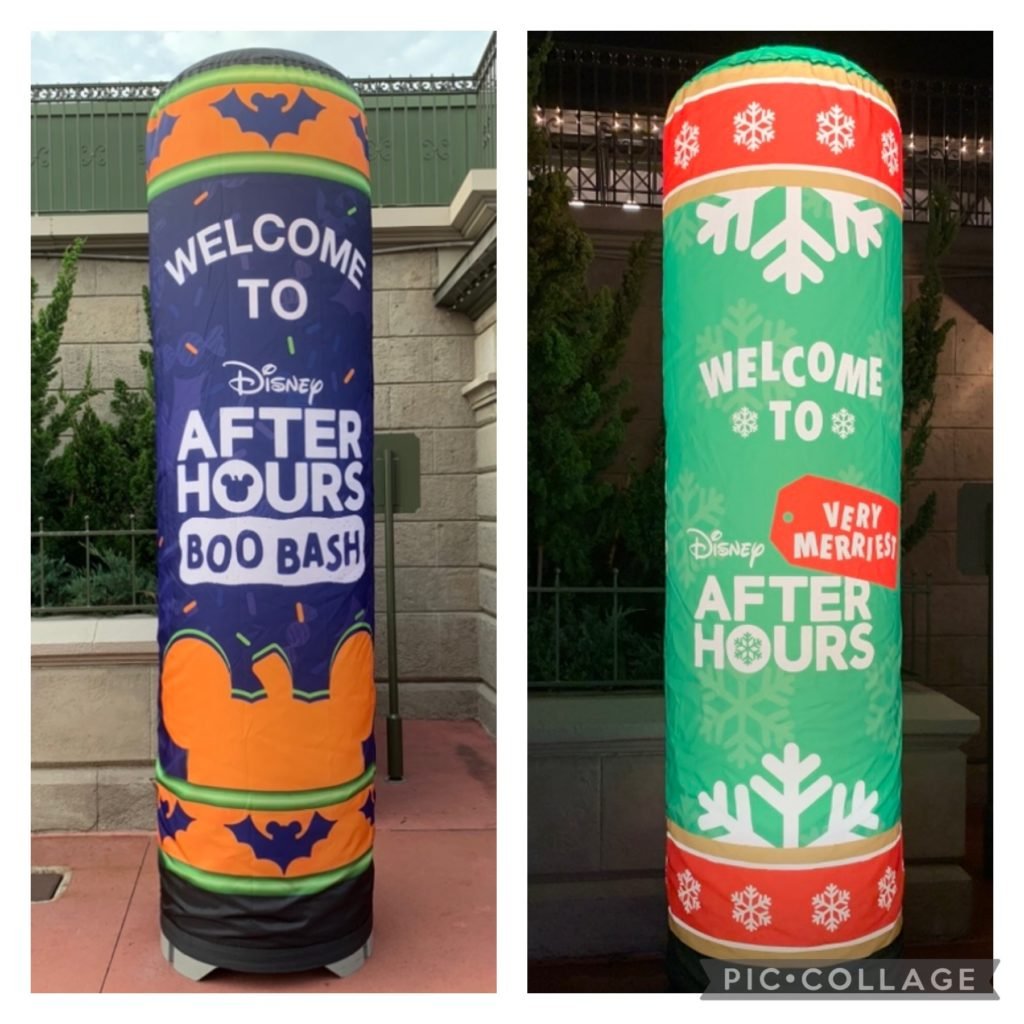 WELCOME
TO
Disney
AFTER
HOURS
BOO BASH
WELCOME
TO
VERY
MERRIEST
Disney
AFTER
HOURS
PIC•COLLAGE